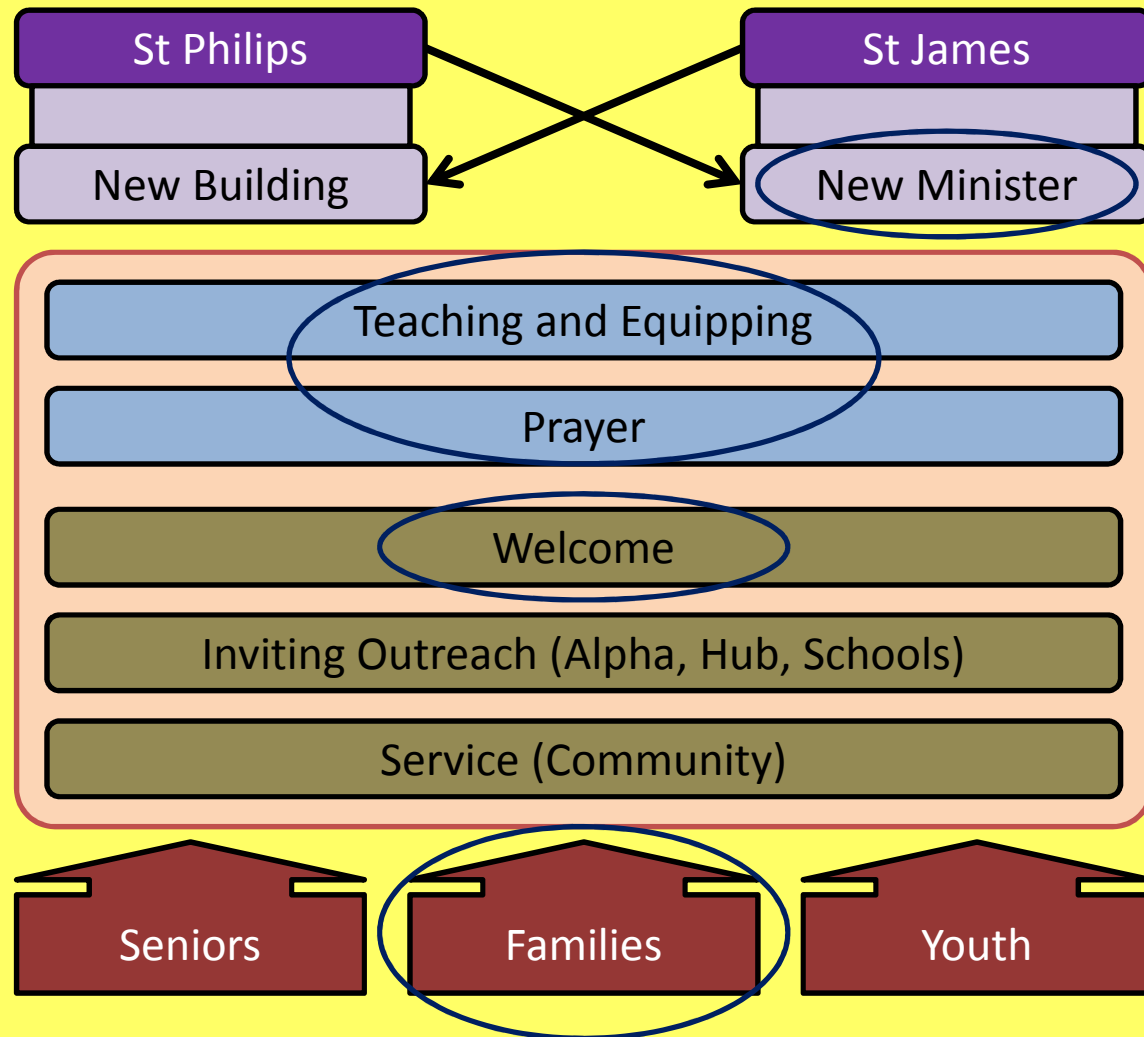 St Philips
St James
New Building
New Minister
Teaching and Equipping
Prayer
Welcome
Inviting Outreach (Alpha, Hub, Schools)
Service (Community)
Seniors
Families
Youth